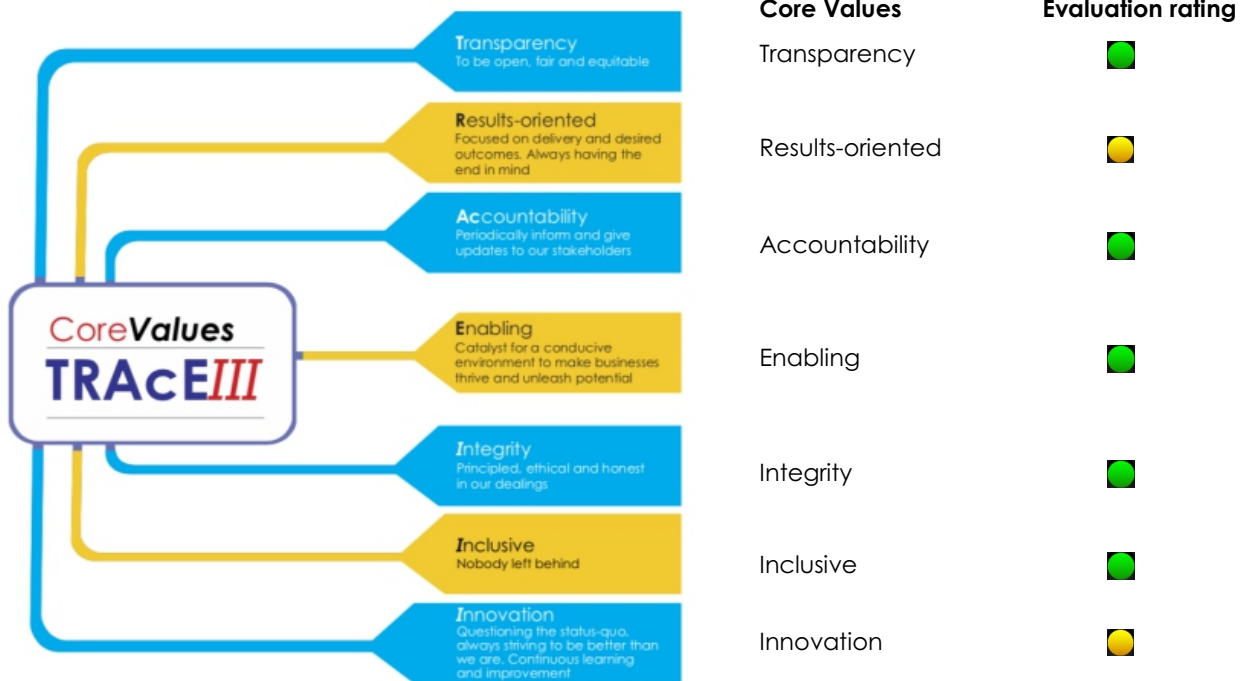 Transparency
To be open, fair and equitable
Results-oriented
Focused on delivery and desired
outcomes. Always having the
end in mind
Accountability
Periodically inform and give
updates to our stakeholders
CoreValues
TRAcEIII
Enabling
Catalyst for a conducive
environment to make businesses
thrive and unleash potential
Integrity
Principled, ethical and honest
in our dealings
Inclusive
Nobody left behind
Innovation
Questioning the status-quo,
always striving to be better than
we are. Continuous learning
and improvement
Core Values Evaluation rating
Transparency
Results-oriented
Accountability
Enabling
Integrity
Inclusive
Innovation